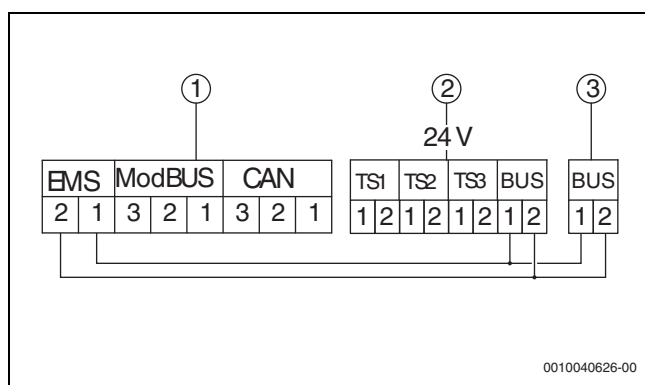 1 2 3
24 V
EMS ModBUS CAN TS1 TS2 TS3 BUS BUS
2 1 3 2 1 3 2 1 1 2 1 2 1 2 1 2 1 2
0010040626-00